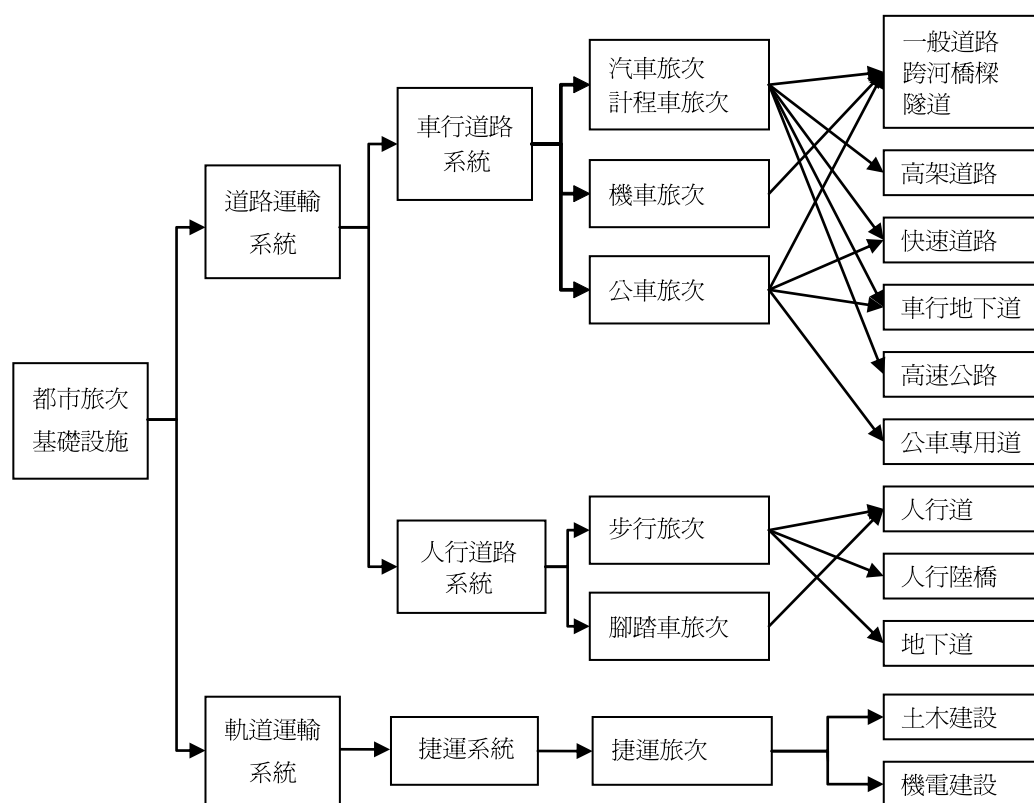 都市旅次
基礎設施
道路運輸
系統
軌道運輸
系統
車行道路
系統
人行道路
系統
捷運系統
汽車旅次
計程車旅次
機車旅次
公車旅次
步行旅次
腳踏車旅次
捷運旅次
一般道路
跨河橋樑
隧道
高架道路
快速道路
車行地下道
高速公路
公車專用道
人行道
人行陸橋
地下道
土木建設
機電建設